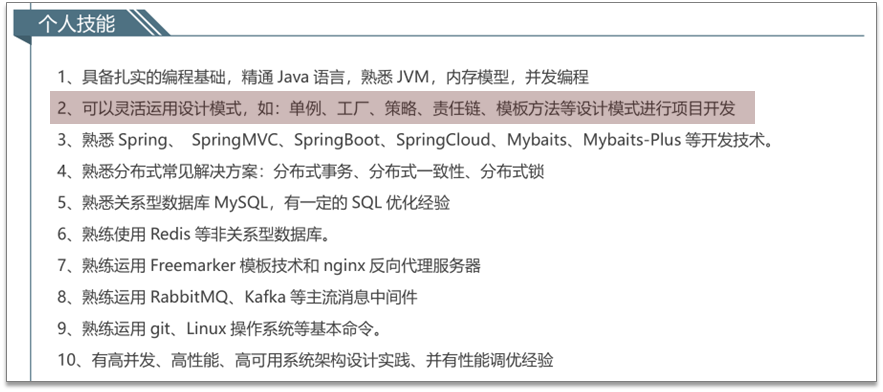 个人技能
1、具备扎实的编程基础，精通 Java 语言，熟悉 JVM，内存模型，并发编程
2、可以灵活运用设计模式，如：单例、工厂、策略、责任链、模板方法等设计模式进行项目开发
3、熟悉 Spring、 SpringMVC、SpringBoot、SpringCloud、Mybaits、Mybaits-Plus 等开发技术。
4、熟悉分布式常见解决方案：分布式事务、分布式一致性、分布式锁
5、熟悉关系型数据库 MySQL，有一定的 SQL 优化经验
6、熟练使用 Redis 等非关系型数据库。
7、熟练运用 Freemarker 模板技术和 nginx 反向代理服务器
8、熟练运用 RabbitMQ、Kafka 等主流消息中间件
9、熟练运用 git、Linux 操作系统等基本命令。
10、有高并发、高性能、高可用系统架构设计实践、并有性能调优经验